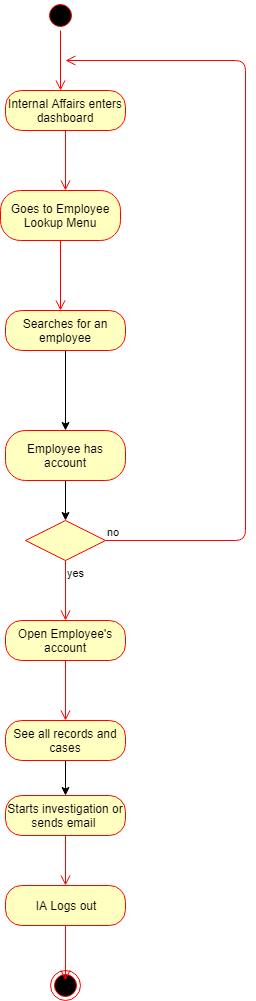 Internal Affairs enters
dashboard
Goes to Employee
Lookup Menu
Searches for an
employee
Employee has
account
no
yes
Open Employee's
account
See all records and
cases
Starts investigation or
sends email
IA Logs out